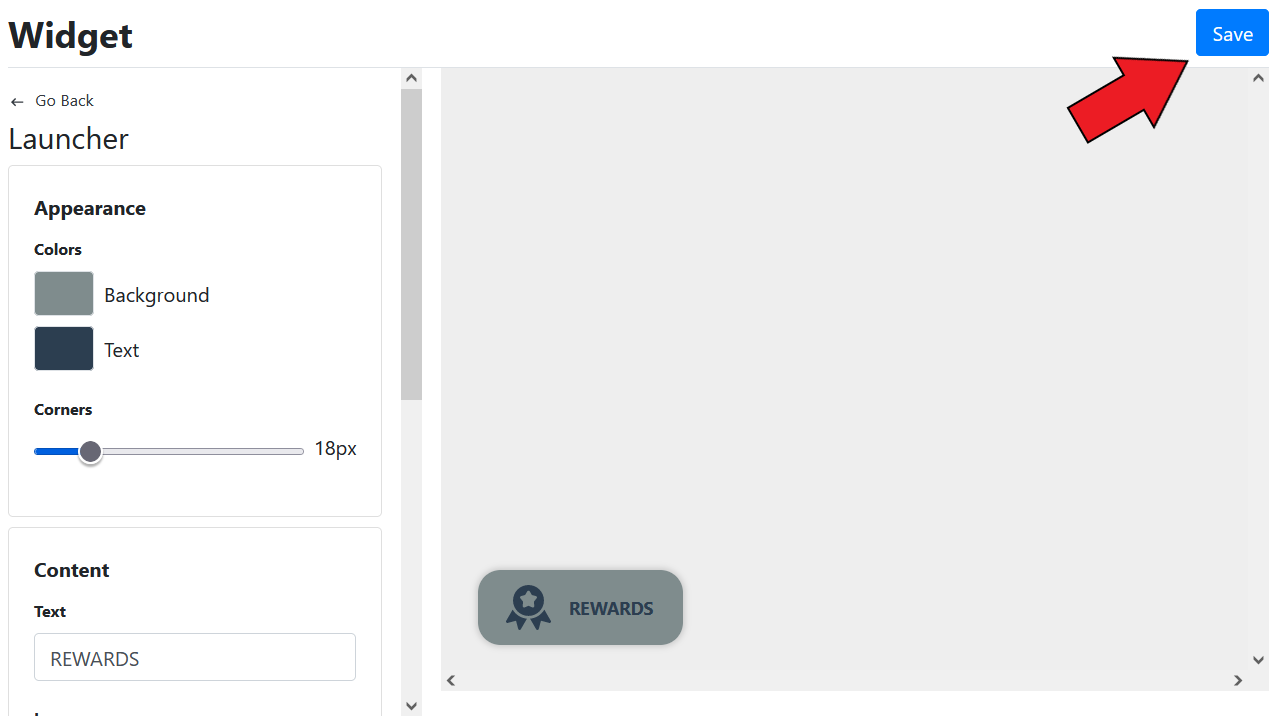 Widget
Save
Go Back
Launcher
Appearance
Colors
Background
Text
Corners
18px
Content
Text
REWARDS
REWARDS